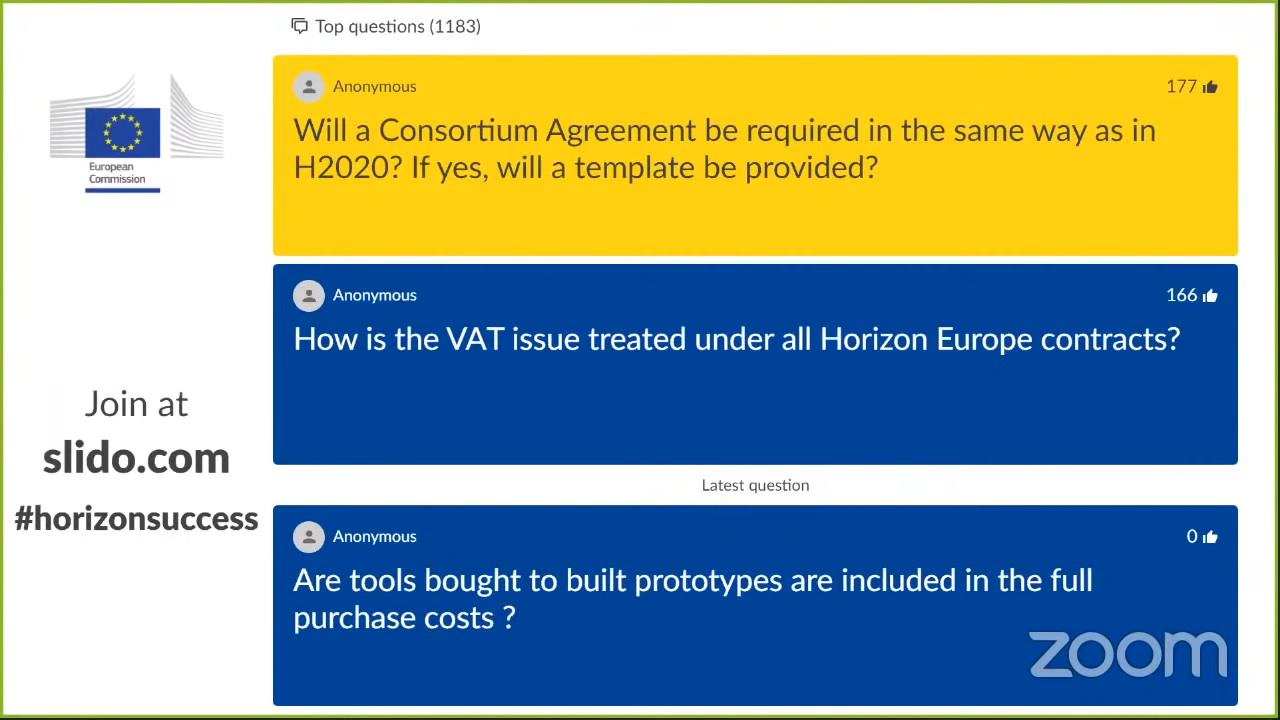 Top questions (1183)
European
Commission
Anonymous
177
Will a Consortium Agreement be required in the same way as in
H2020? If yes, will a template be provided?
Anonymous
166
How is the VAT issue treated under all Horizon Europe contracts?
Join at
slido.com
#horizonsuccess
Latest question
Anonymous
0
Are tools bought to built prototypes are included in the full
purchase costs ?
zoom